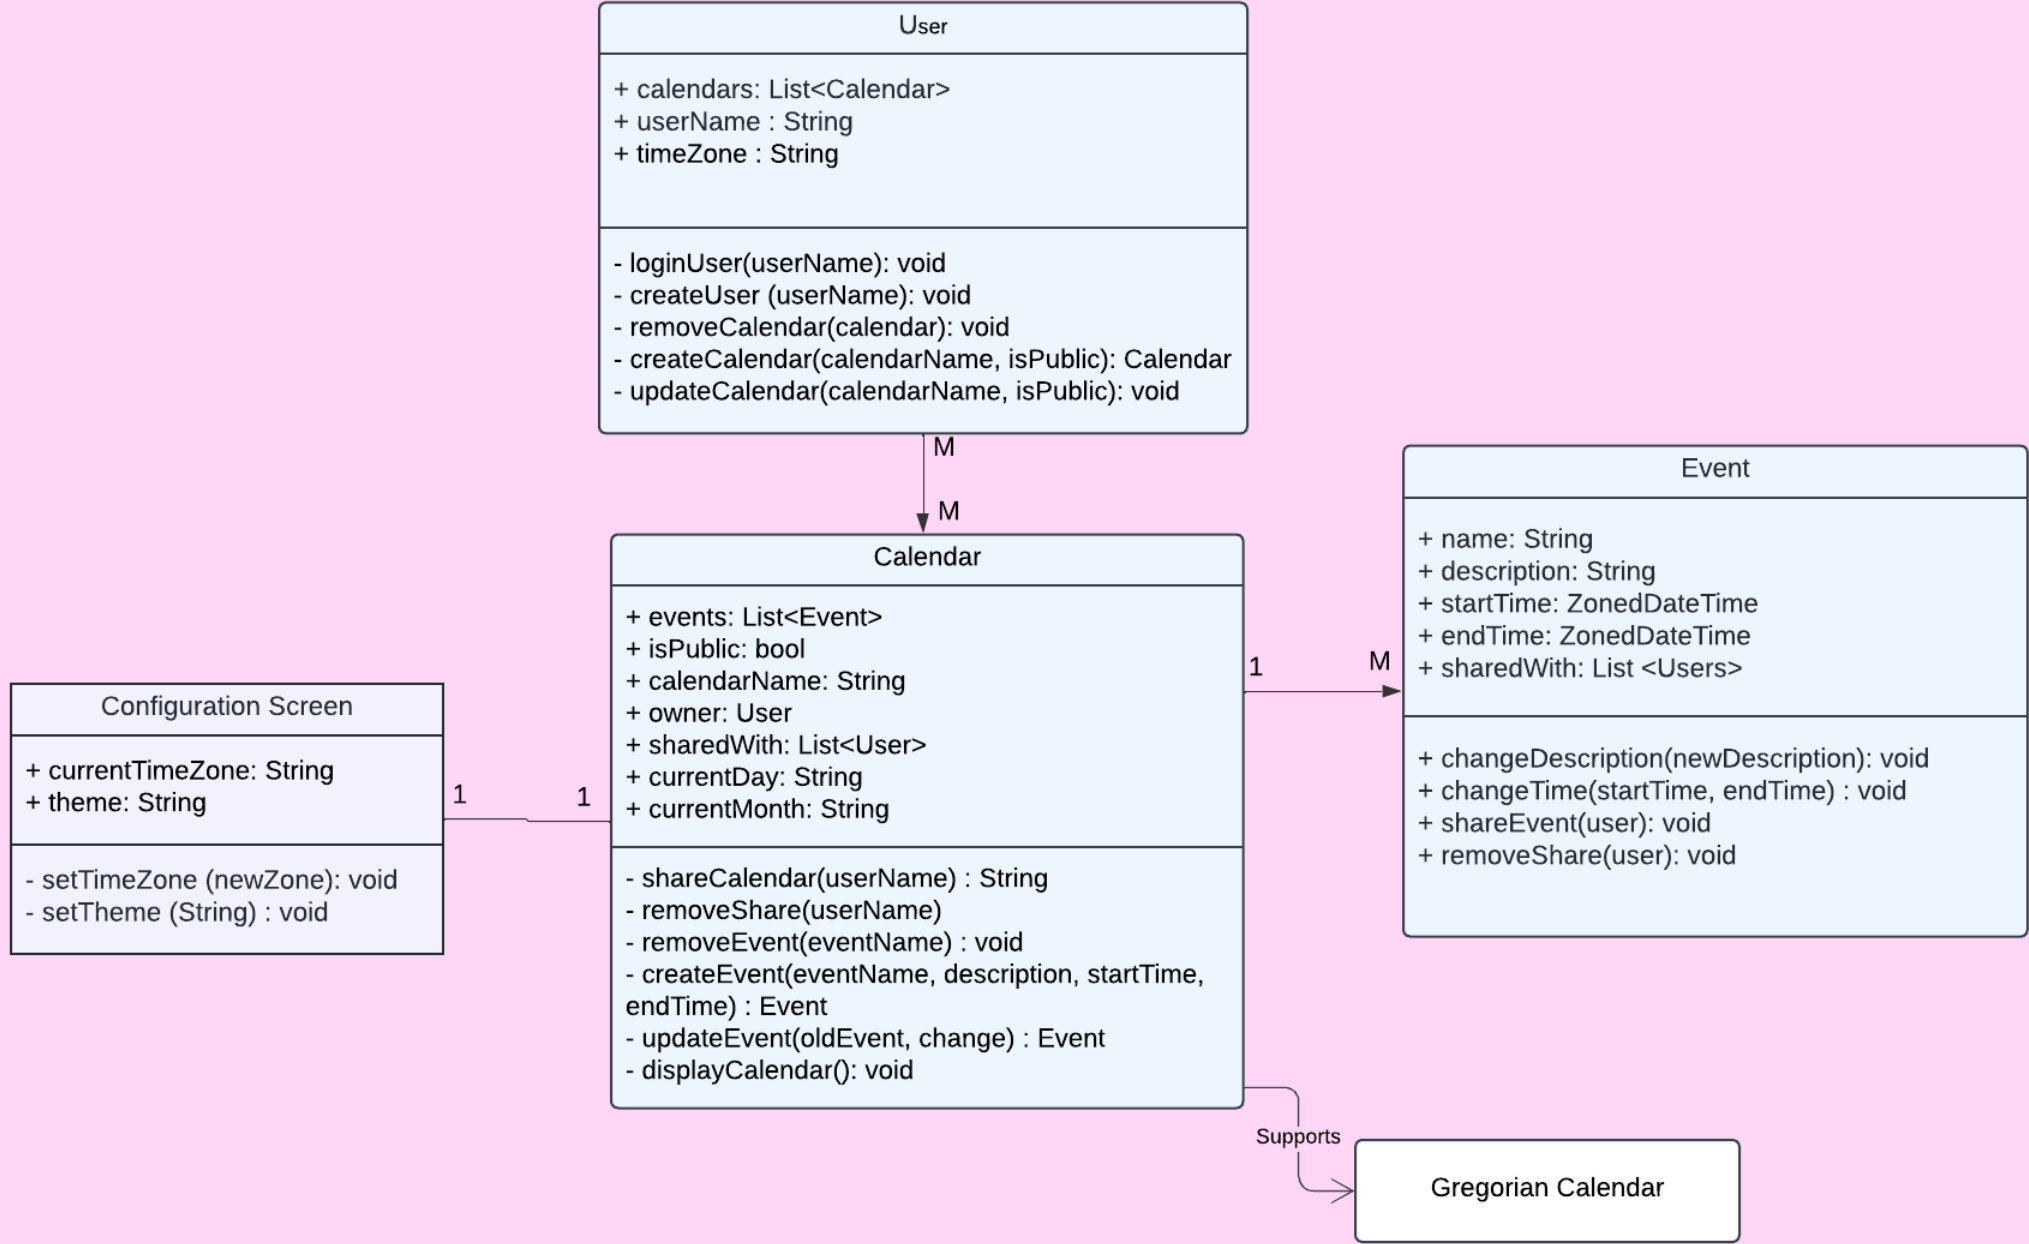 User
+ calendars: List<Calendar>
+ userName : String
+ timeZone : String
- loginUser(userName): void
- createUser (userName): void
- removeCalendar(calendar): void
- createCalendar(calendarName, isPublic): Calendar
- updateCalendar(calendarName, isPublic): void
M
M
Calendar
+ events: List<Event>
+ isPublic: bool
+ calendarName: String
+ owner: User
+ sharedWith: List<User>
+ currentDay: String
+ currentMonth: String
- shareCalendar(userName) : String
- removeShare(userName)
- removeEvent(eventName) : void
- createEvent(eventName, description, startTime,
endTime) : Event
- updateEvent(oldEvent, change) : Event
- displayCalendar(): void
1
M
Event
+ name: String
+ description: String
+ startTime: ZonedDateTime
+ endTime: ZonedDateTime
+ sharedWith: List <Users>
+ changeDescription(newDescription): void
+ changeTime(startTime, endTime) : void
+ shareEvent(user): void
+ removeShare(user): void
Configuration Screen
+ currentTimeZone: String
+ theme: String
- setTimeZone (newZone): void
- setTheme (String) : void
1
1
Supports
Gregorian Calendar